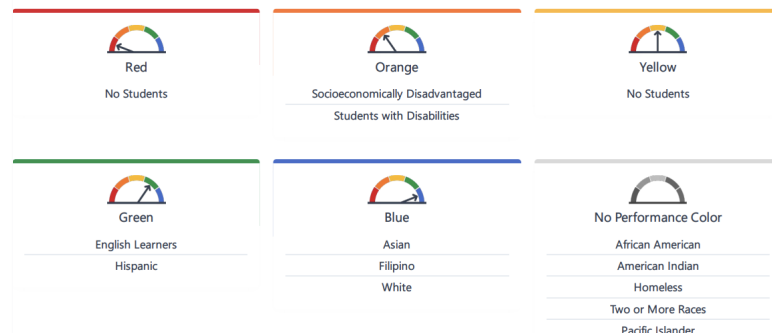 Red
No Students
Orange
Socioeconomically Disadvantaged
Students with Disabilities
Yellow
No Students
Green
English Learners
Hispanic
Blue
Asian
Filipino
White
No Performance Color
African American
American Indian
Homeless
Two or More Races
Pacific Islander